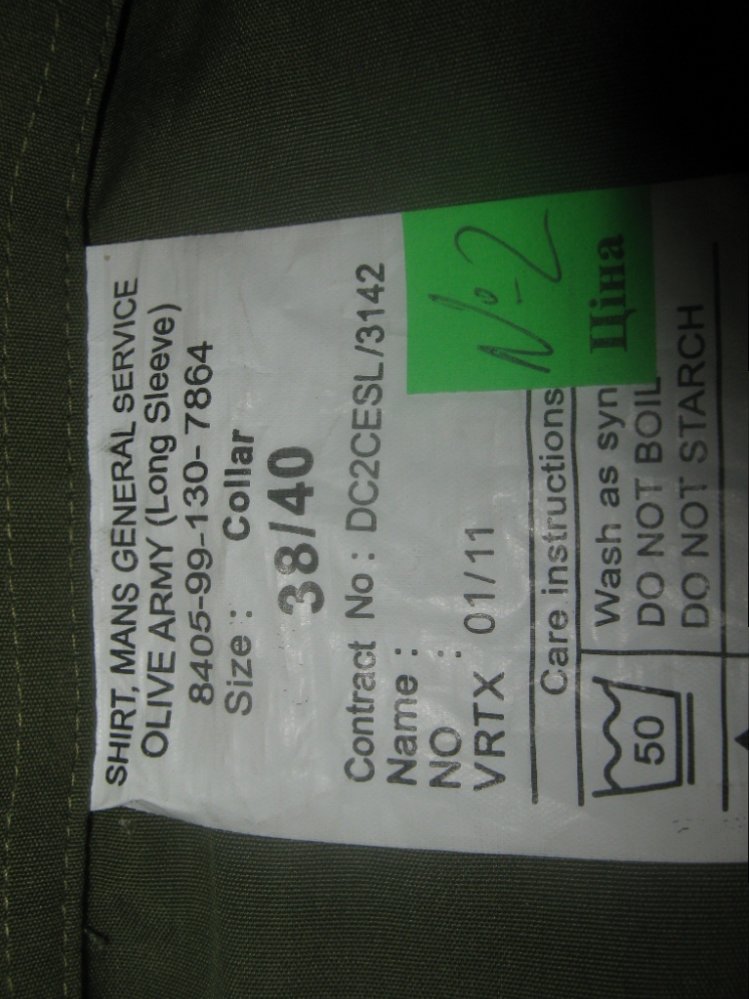 SHIRT, MANS GENERAL SERVICE
OLIVE ARMY (Long Sleeve)
8405-99-130- 7864
Size : Collar
38/40
Contract No : DC2CESL/3142
Name :
NO :
VRTX 01/11
№2
Ціна
Care instructions
50
Wash as syn
DO NOT BOIL
DO NOT STARCH